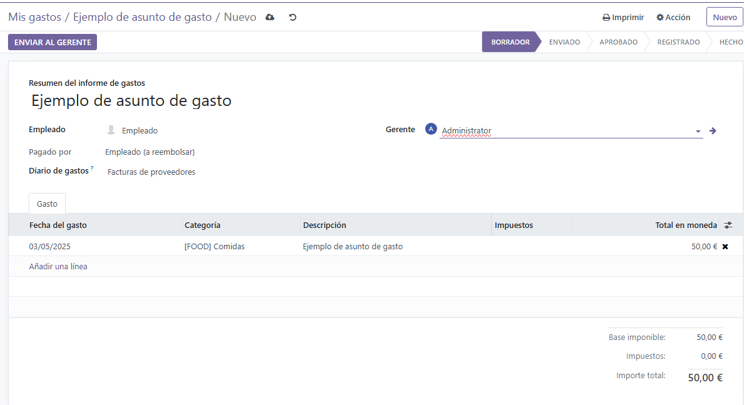 Mis gastos / Ejemplo de asunto de gasto / Nuevo Imprimir Acción Nuevo
ENVIAR AL GERENTE BORRADOR ENVIADO APROBADO REGISTRADO HECHO
Resumen del informe de gastos
Ejemplo de asunto de gasto
Empleado Empleado Gerente A Administrator
Pagado por Empleado (a reembolsar)
Diario de gastos ? Facturas de proveedores
Gasto
Fecha del gasto Categoría Descripción Impuestos Total en moneda
03/05/2025 [FOOD] Comidas Ejemplo de asunto de gasto 50,00 €
Añadir una línea
Base imponible: 50,00 €
Impuestos: 0,00 €
Importe total: 50,00 €